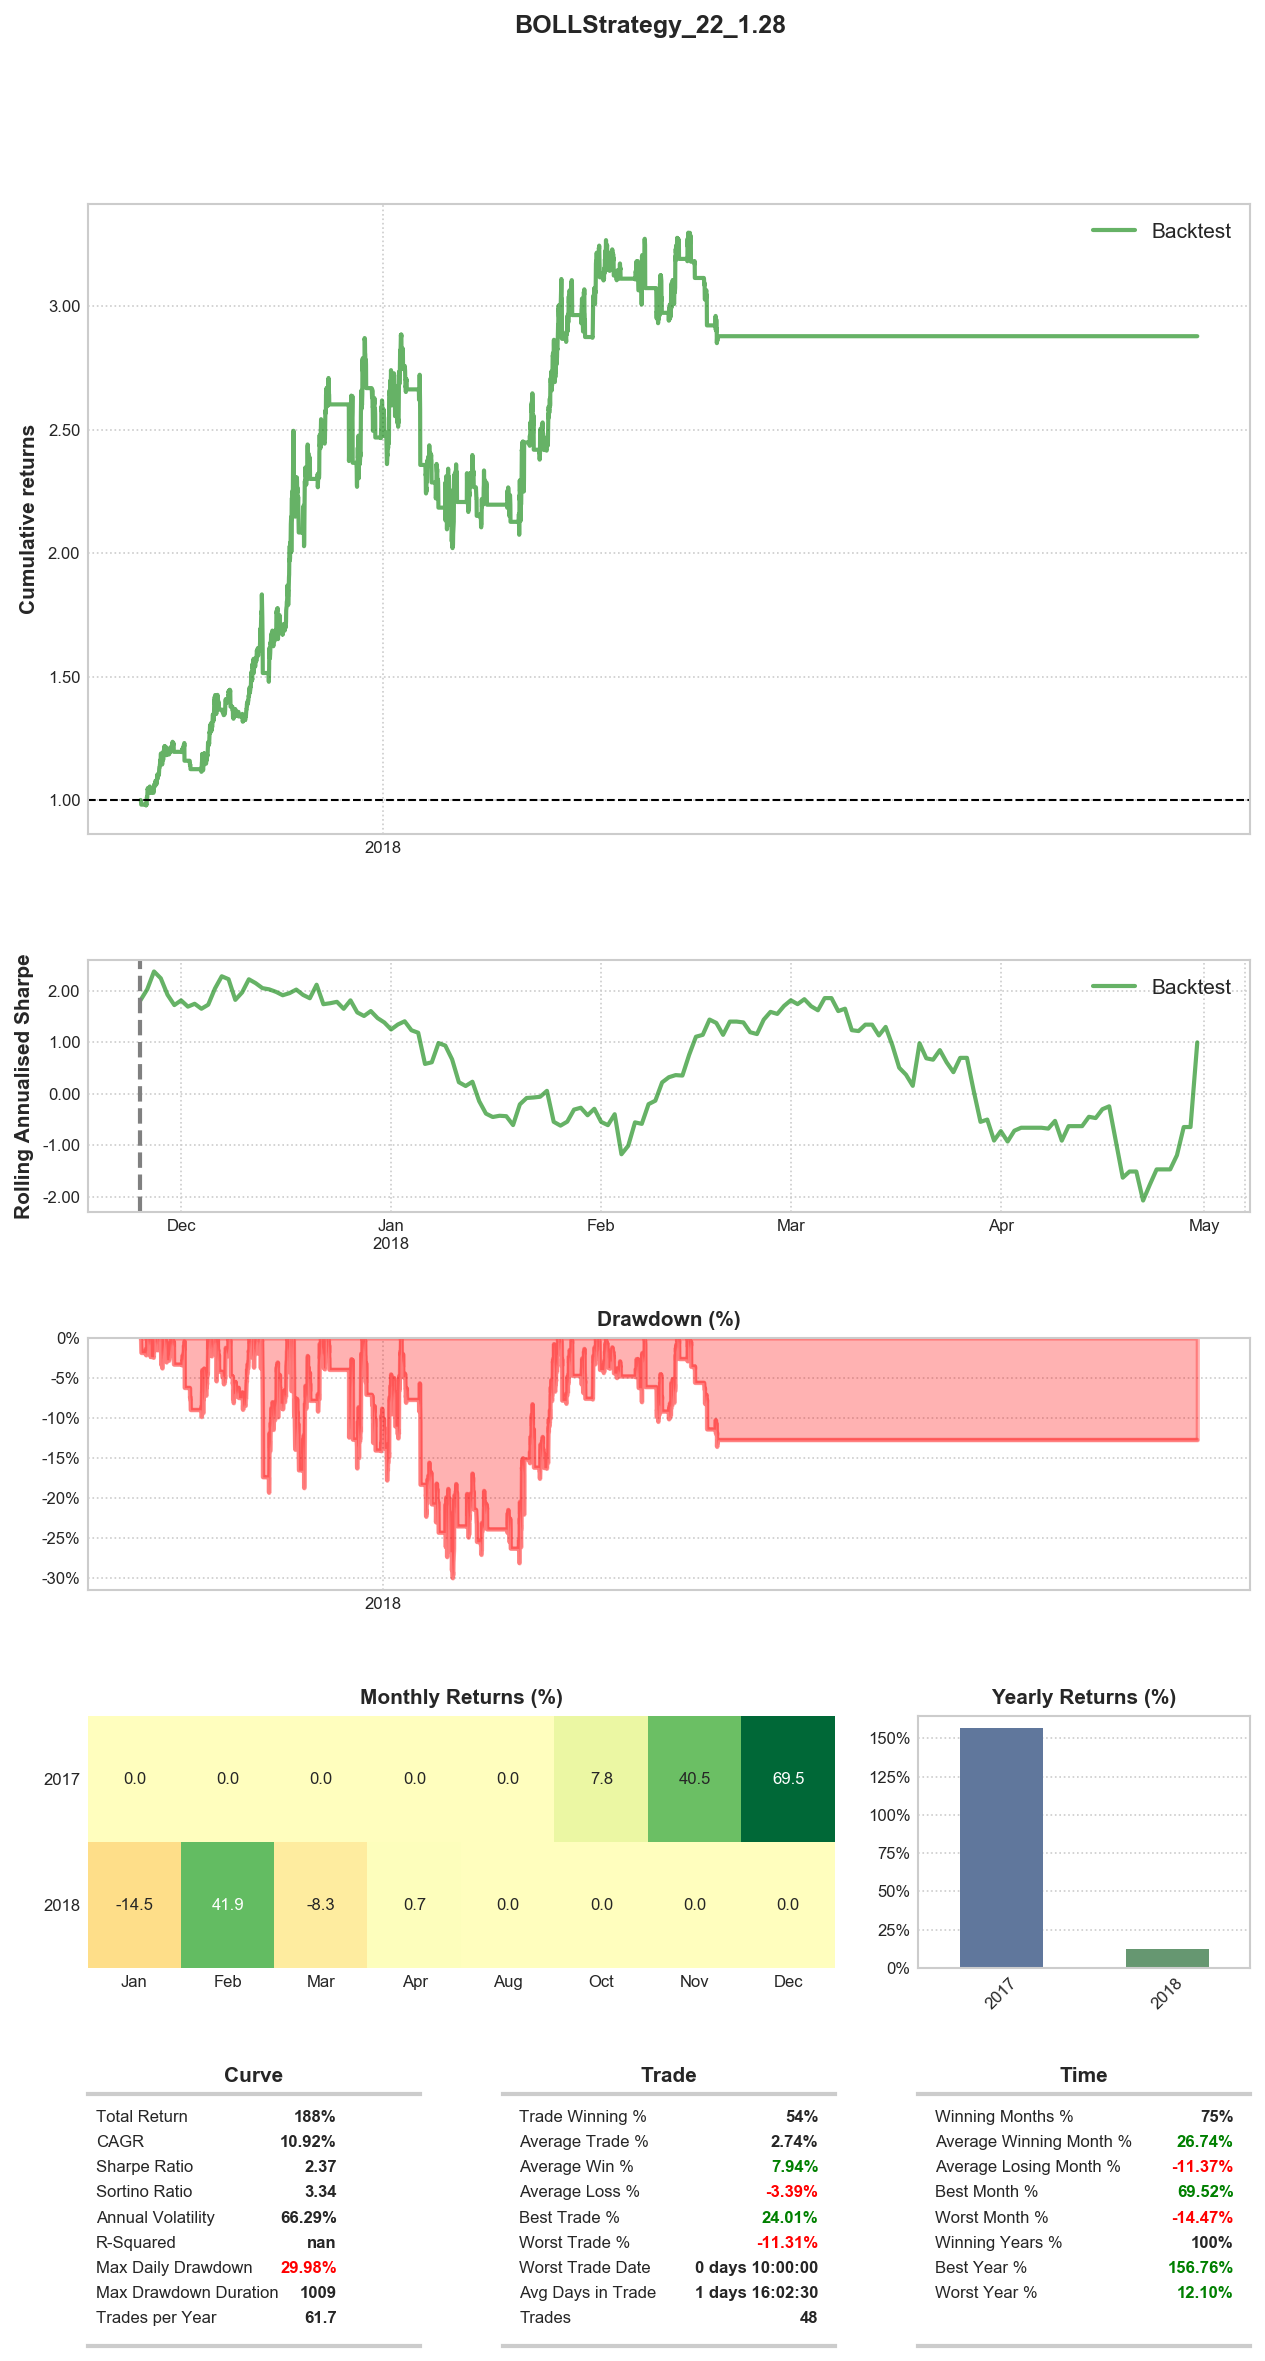 BOLLStrategy_22_1.28
Backtest
Cumulative returns
3.00
2.50
2.00
1.50
1.00
2018
Backtest
Rolling Annualised Sharpe
2.00
1.00
0.00
-1.00
-2.00
Dec Jan Feb Mar Apr May
2018
Drawdown (%)
0%
-5%
-10%
-15%
-20%
-25%
-30%
2018
Monthly Returns (%)
2017 0.0 0.0 0.0 0.0 0.0 7.8 40.5 69.5
2018 -14.5 41.9 -8.3 0.7 0.0 0.0 0.0 0.0
Jan Feb Mar Apr Aug Oct Nov Dec
Yearly Returns (%)
150%
125%
100%
75%
50%
25%
0%
2017 2018
Curve
Total Return 188%
CAGR 10.92%
Sharpe Ratio 2.37
Sortino Ratio 3.34
Annual Volatility 66.29%
R-Squared nan
Max Daily Drawdown 29.98%
Max Drawdown Duration 1009
Trades per Year 61.7
Trade
Trade Winning % 54%
Average Trade % 2.74%
Average Win % 7.94%
Average Loss % -3.39%
Best Trade % 24.01%
Worst Trade % -11.31%
Worst Trade Date 0 days 10:00:00
Avg Days in Trade 1 days 16:02:30
Trades 48
Time
Winning Months % 75%
Average Winning Month % 26.74%
Average Losing Month % -11.37%
Best Month % 69.52%
Worst Month % -14.47%
Winning Years % 100%
Best Year % 156.76%
Worst Year % 12.10%